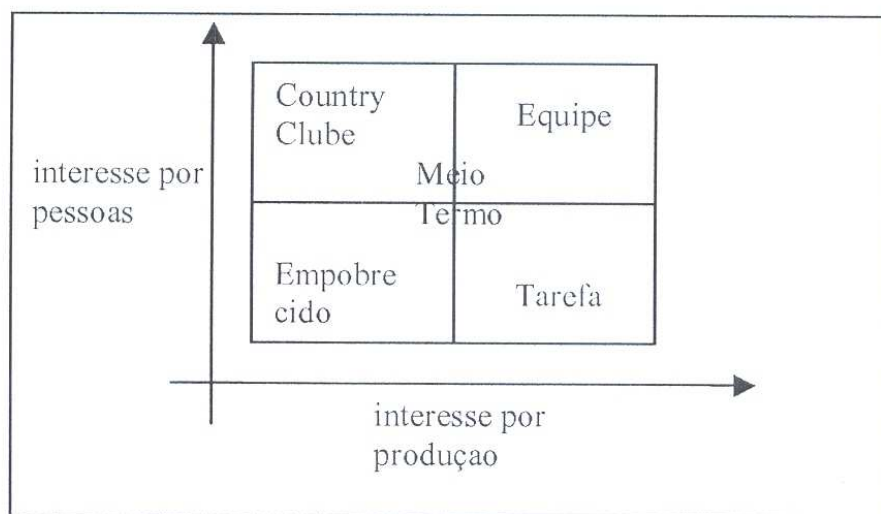 Country
Clube
Equipe
interesse por
pessoas
Meio
Termo
Empobre
cido
Tarefa
interesse por
produçao